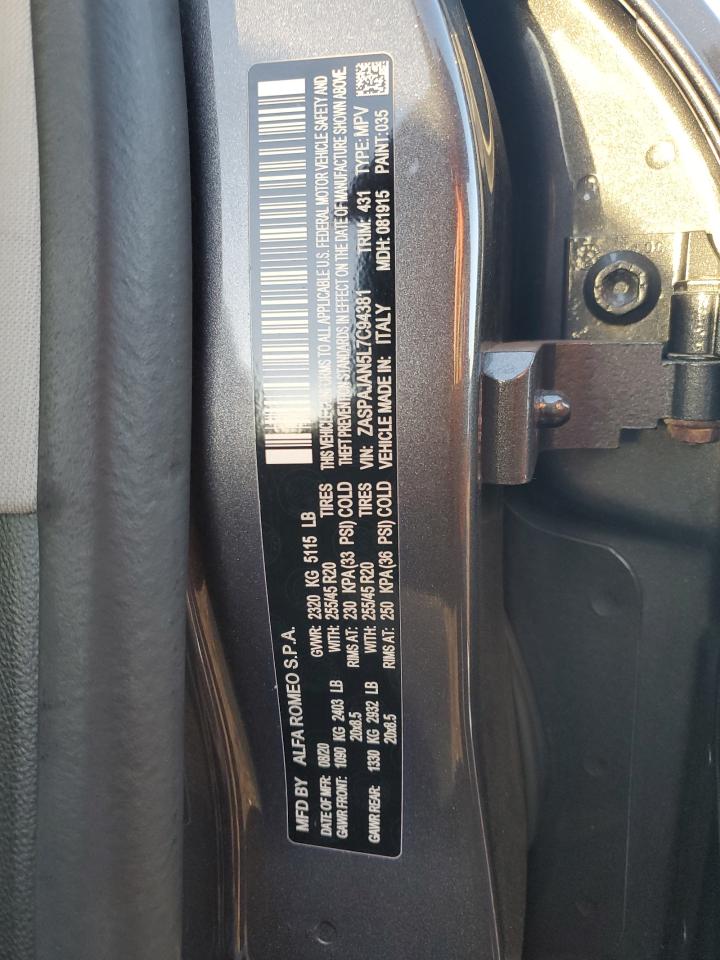 MFD BY ALFA ROMEO S.P.A.
DATE OF MFR: 08/20 GVWR: 2320 KG 5115 LB
GAWR FRONT: 1090 KG 2403 LB WITH: 255/45 R20 TIRES
20x8.5 RIMS AT: 230 KPA(33 PSI) COLD
GAWR REAR: 1330 KG 2932 LB WITH: 255/45 R20 TIRES
20x8.5 RIMS AT: 250 KPA(36 PSI) COLD
THIS VEHICLE CONFORMS TO ALL APPLICABLE U.S. FEDERAL MOTOR VEHICLE SAFETY AND
THEFT PREVENTION STANDARDS IN EFFECT ON THE DATE OF MANUFACTURE SHOWN ABOVE.
VIN: ZASPAJAN5L7C94381 TRIM: 431 TYPE: MPV
VEHICLE MADE IN: ITALY MDH: 081915 PAINT: 035